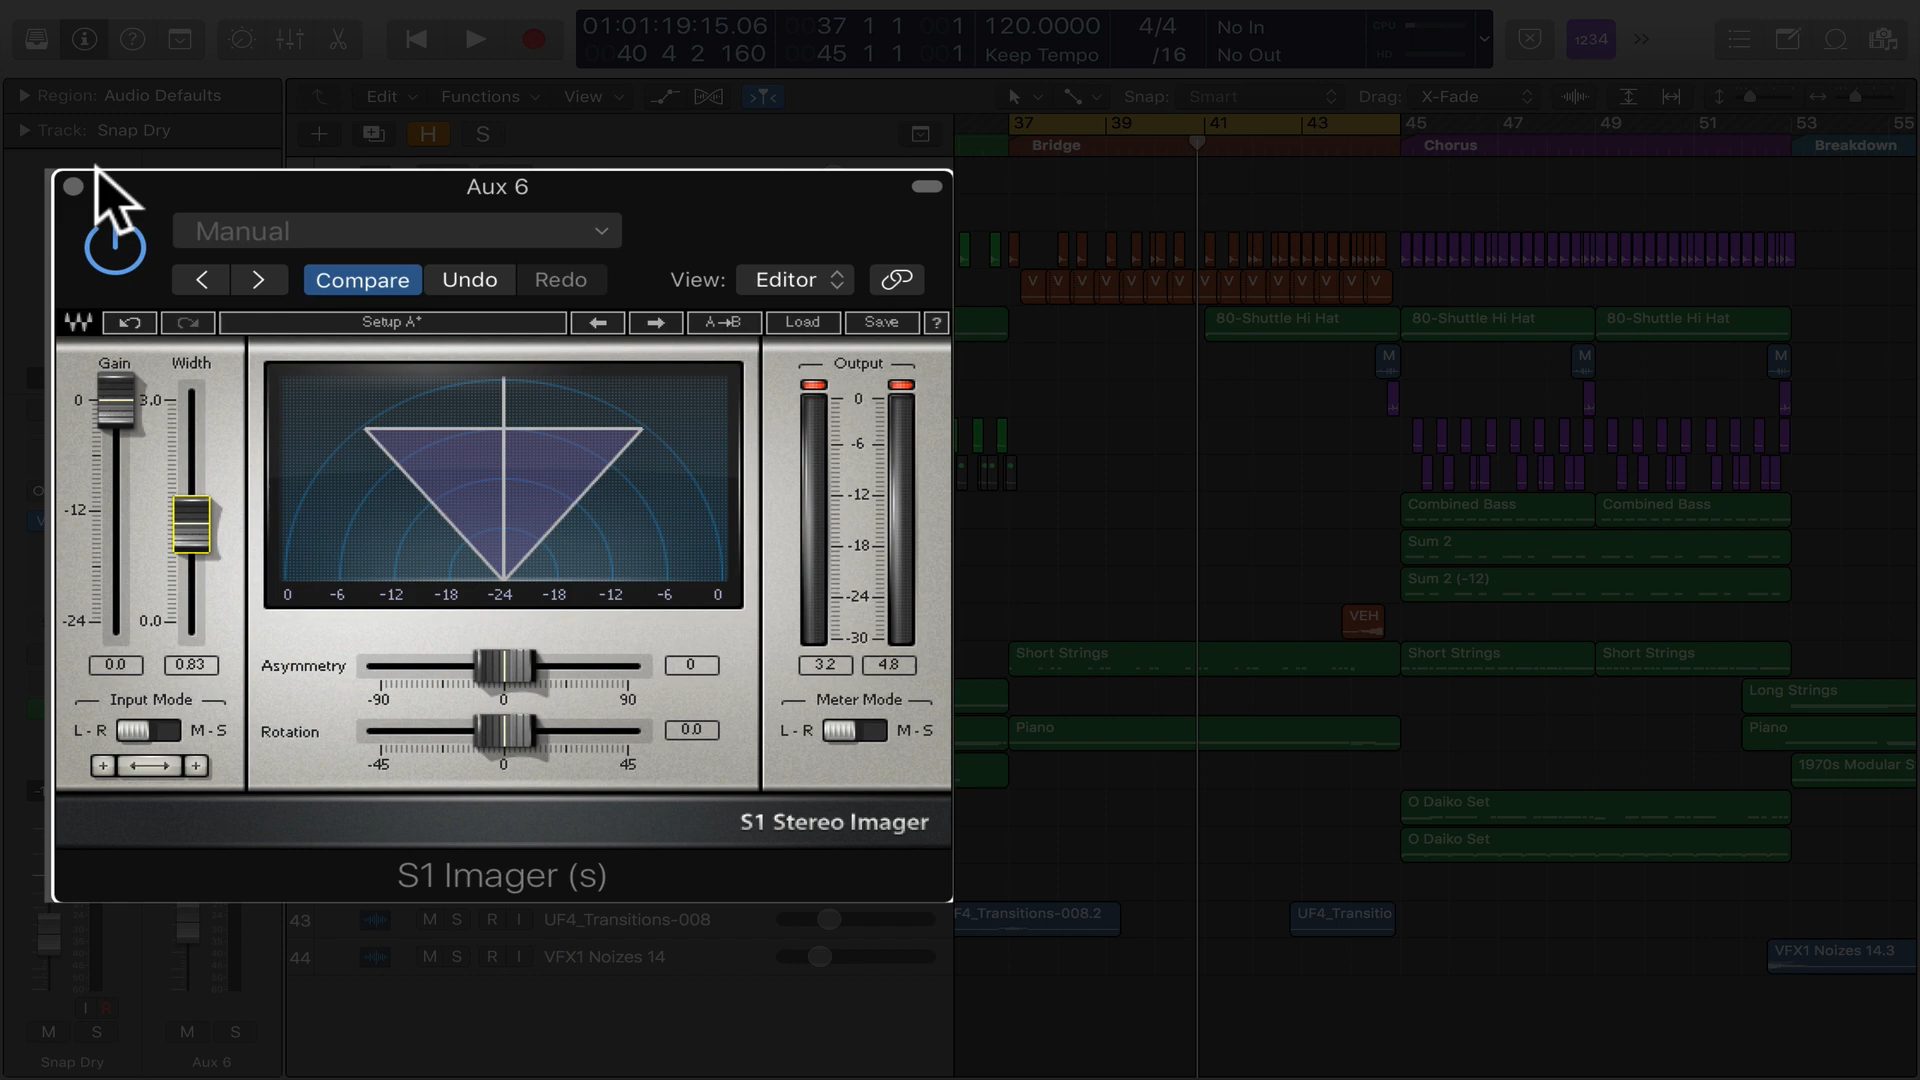 01:01:19:15.06
40 4 2 160
37 1 1 1
45 1 1 1
120.0000
Keep Tempo
4/4
/16
No In
No Out
CPU
HD
1234
Region: Audio Defaults
Track: Snap Dry
Edit
Functions
View
Snap: Smart
Drag: X-Fade
H
S
37
39
41
43
45
47
49
51
53
55
Bridge
Chorus
Breakdown
Aux 6
Manual
Compare
Undo
Redo
View:
Editor
Setup A*
A→B
Load
Save
?
Gain
Width
Output
0
3.0
-12
-24
0.0
0.0
0.83
0 -6 -12 -18 -24 -18 -12 -6 0
0
-6
-12
-18
-24
-30
3.2
4.8
Asymmetry
0
-90
0
90
Rotation
0.0
-45
0
45
Input Mode
L - R
M - S
Meter Mode
L - R
M - S
S1 Stereo Imager
S1 Imager (s)
V V V V V V V V V V V V V V V
80-Shuttle Hi Hat
80-Shuttle Hi Hat
80-Shuttle Hi Hat
M
M
M
Combined Bass
Combined Bass
Sum 2
Sum 2 (-12)
VEH
Short Strings
Short Strings
Short Strings
Long Strings
Piano
Piano
1970s Modular S
O Daiko Set
O Daiko Set
43
M S R I
UF4_Transitions-008
F4_Transitions-008.2
UF4_Transitio
44
M S R I
VFX1 Noizes 14
VFX1 Noizes 14.3
I R
M S
M S
Snap Dry
Aux 6